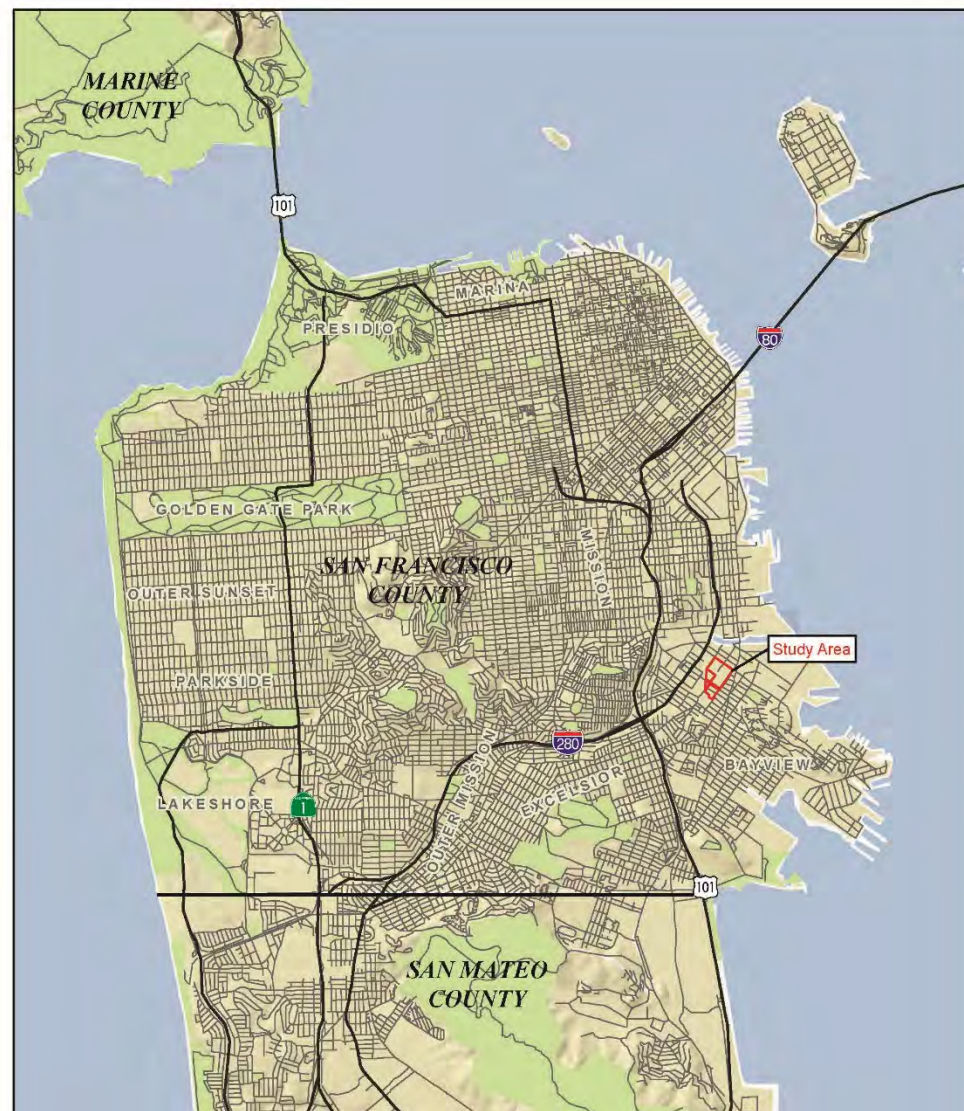 MARINE
COUNTY
101
MARINA
PRESIDIO
80
GOLDEN GATE PARK
MISSION
SAN FRANCISCO
COUNTY
OUTER SUNSET
Study Area
PARKSIDE
280
BAYVIEW
OUTER MISSION
EXCELSIOR
LAKESHORE
1
101
SAN MATEO
COUNTY